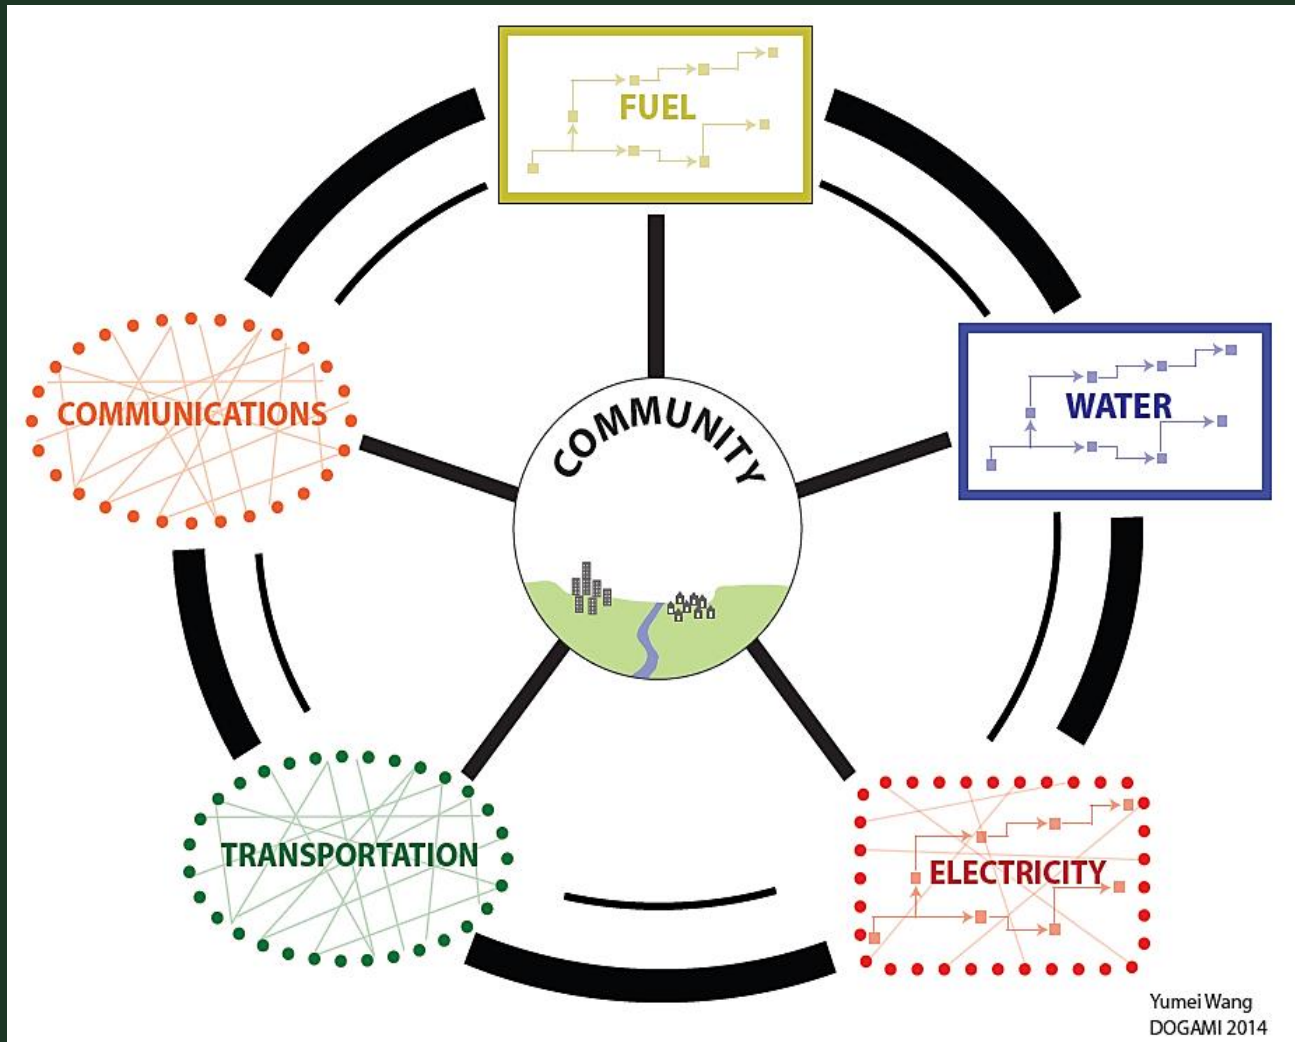 FUEL
COMMUNICATIONS
WATER
COMMUNITY
TRANSPORTATION
ELECTRICITY
Yumei Wang
DOGAMI 2014